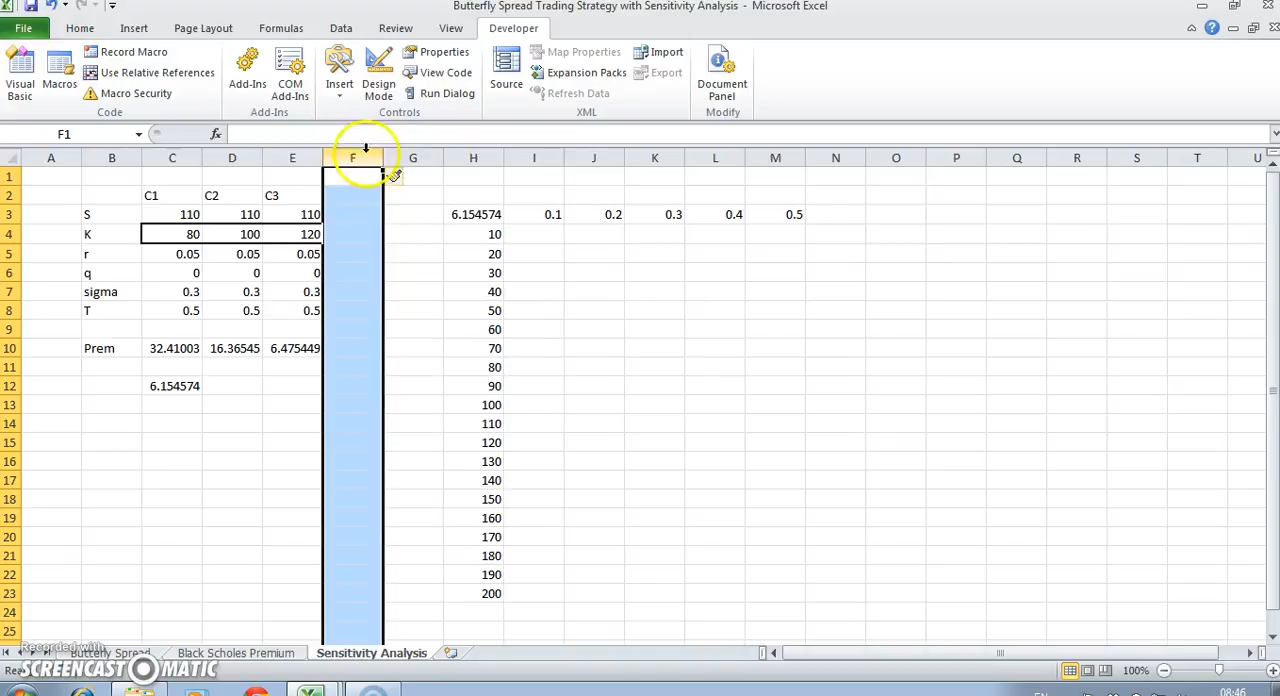 Butterfly Spread Trading Strategy with Sensitivity Analysis - Microsoft Excel
File Home Insert Page Layout Formulas Data Review View Developer
Visual Basic
Macros
Record Macro
Use Relative References
Macro Security
Code
Add-Ins
COM Add-Ins
Add-Ins
Insert
Design Mode
Properties
View Code
Run Dialog
Controls
Source
Map Properties
Expansion Packs
Refresh Data
Import
Export
XML
Document Panel
Modify
F1 fx
A B C D E F G H I J K L M N O P Q R S T U
1
2 C1 C2 C3
3 S 110 110 110 6.154574 0.1 0.2 0.3 0.4 0.5
4 K 80 100 120 10
5 r 0.05 0.05 0.05 20
6 q 0 0 0 30
7 sigma 0.3 0.3 0.3 40
8 T 0.5 0.5 0.5 50
9 60
10 Prem 32.41003 16.36545 6.475449 70
11 80
12 6.154574 90
13 100
14 110
15 120
16 130
17 140
18 150
19 160
20 170
21 180
22 190
23 200
24
25
Recorded with
SCREENCAST MATIC
Butterfly Spread Black Scholes Premium Sensitivity Analysis
100%
EN 08:46